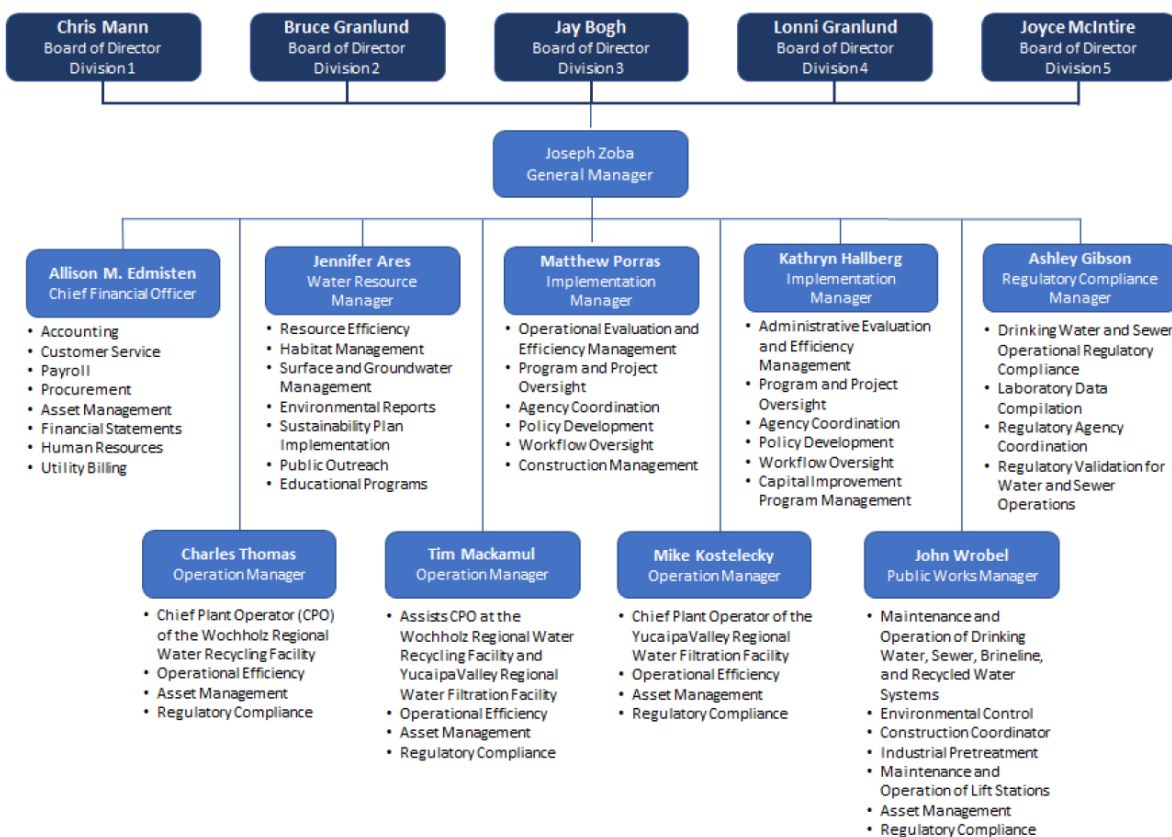 Chris Mann
Board of Director
Division 1
Bruce Granlund
Board of Director
Division 2
Jay Bogh
Board of Director
Division 3
Lonni Granlund
Board of Director
Division 4
Joyce McIntire
Board of Director
Division 5
Joseph Zoba
General Manager
Allison M. Edmisten
Chief Financial Officer
• Accounting
• Customer Service
• Payroll
• Procurement
• Asset Management
• Financial Statements
• Human Resources
• Utility Billing
Jennifer Ares
Water Resource
Manager
• Resource Efficiency
• Habitat Management
• Surface and Groundwater
Management
• Environmental Reports
• Sustainability Plan
Implementation
• Public Outreach
• Educational Programs
Matthew Porras
Implementation
Manager
• Operational Evaluation and
Efficiency Management
• Program and Project
Oversight
• Agency Coordination
• Policy Development
• Workflow Oversight
• Construction Management
Kathryn Hallberg
Implementation
Manager
• Administrative Evaluation
and Efficiency
Management
• Program and Project
Oversight
• Agency Coordination
• Policy Development
• Workflow Oversight
• Capital Improvement
Program Management
Ashley Gibson
Regulatory Compliance
Manager
• Drinking Water and Sewer
Operational Regulatory
Compliance
• Laboratory Data
Compilation
• Regulatory Agency
Coordination
• Regulatory Validation for
Water and Sewer
Operations
Charles Thomas
Operation Manager
• Chief Plant Operator (CPO)
of the Wochholz Regional
Water Recycling Facility
• Operational Efficiency
• Asset Management
• Regulatory Compliance
Tim Mackamul
Operation Manager
• Assists CPO at the
Wochholz Regional Water
Recycling Facility and
Yucaipa Valley Regional
Water Filtration Facility
• Operational Efficiency
• Asset Management
• Regulatory Compliance
Mike Kostelecky
Operation Manager
• Chief Plant Operator of the
Yucaipa Valley Regional
Water Filtration Facility
• Operational Efficiency
• Asset Management
• Regulatory Compliance
John Wrobel
Public Works Manager
• Maintenance and
Operation of Drinking
Water, Sewer, Brineline,
and Recycled Water
Systems
• Environmental Control
• Construction Coordinator
• Industrial Pretreatment
• Maintenance and
Operation of Lift Stations
• Asset Management
• Regulatory Compliance